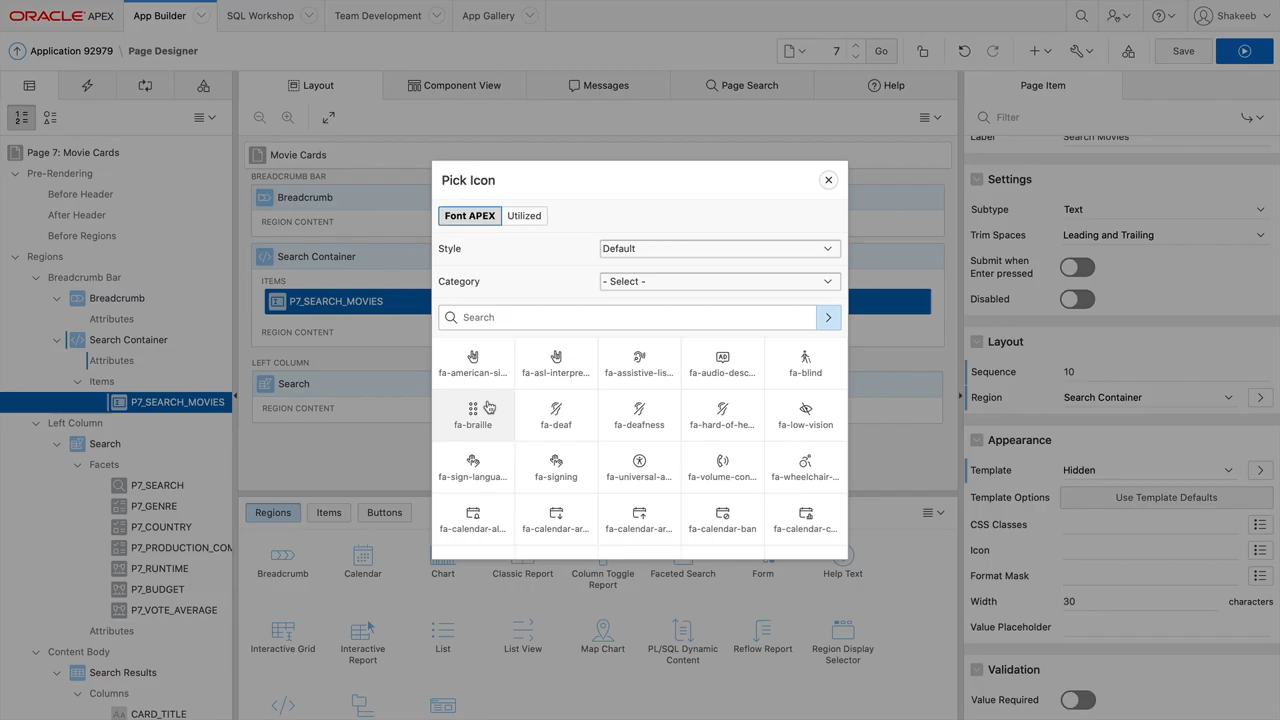 ORACLE APEX App Builder SQL Workshop Team Development App Gallery Shakeeb
Application 92979 \ Page Designer 7 Go Save
Layout Component View Messages Page Search Help Page Item
Filter
Page 7: Movie Cards
Pre-Rendering
Before Header
After Header
Before Regions
Regions
Breadcrumb Bar
Breadcrumb
Attributes
Search Container
Attributes
Items
P7_SEARCH_MOVIES
Left Column
Search
Facets
P7_SEARCH
P7_GENRE
P7_COUNTRY
P7_PRODUCTION_COM
P7_RUNTIME
P7_BUDGET
P7_VOTE_AVERAGE
Attributes
Content Body
Search Results
Columns
CARD_TITLE
Movie Cards
BREADCRUMB BAR
Breadcrumb
REGION CONTENT
Search Container
ITEMS
P7_SEARCH_MOVIES
REGION CONTENT
LEFT COLUMN
Search
REGION CONTENT
Pick Icon
Font APEX Utilized
Style Default
Category - Select -
Search
fa-american-si... fa-asl-interpre... fa-assistive-lis... fa-audio-desc... fa-blind
fa-braille fa-deaf fa-deafness fa-hard-of-he... fa-low-vision
fa-sign-langua... fa-signing fa-universal-a... fa-volume-con... fa-wheelchair-...
fa-calendar-al... fa-calendar-ar... fa-calendar-ar... fa-calendar-ban fa-calendar-c...
Regions Items Buttons
Breadcrumb Calendar Chart Classic Report Column Toggle Report Faceted Search Form Help Text
Interactive Grid Interactive Report List List View Map Chart PL/SQL Dynamic Content Reflow Report Region Display Selector
Label Search Movies
Settings
Subtype Text
Trim Spaces Leading and Trailing
Submit when
Enter pressed
Disabled
Layout
Sequence 10
Region Search Container
Appearance
Template Hidden
Template Options Use Template Defaults
CSS Classes
Icon
Format Mask
Width 30 characters
Value Placeholder
Validation
Value Required